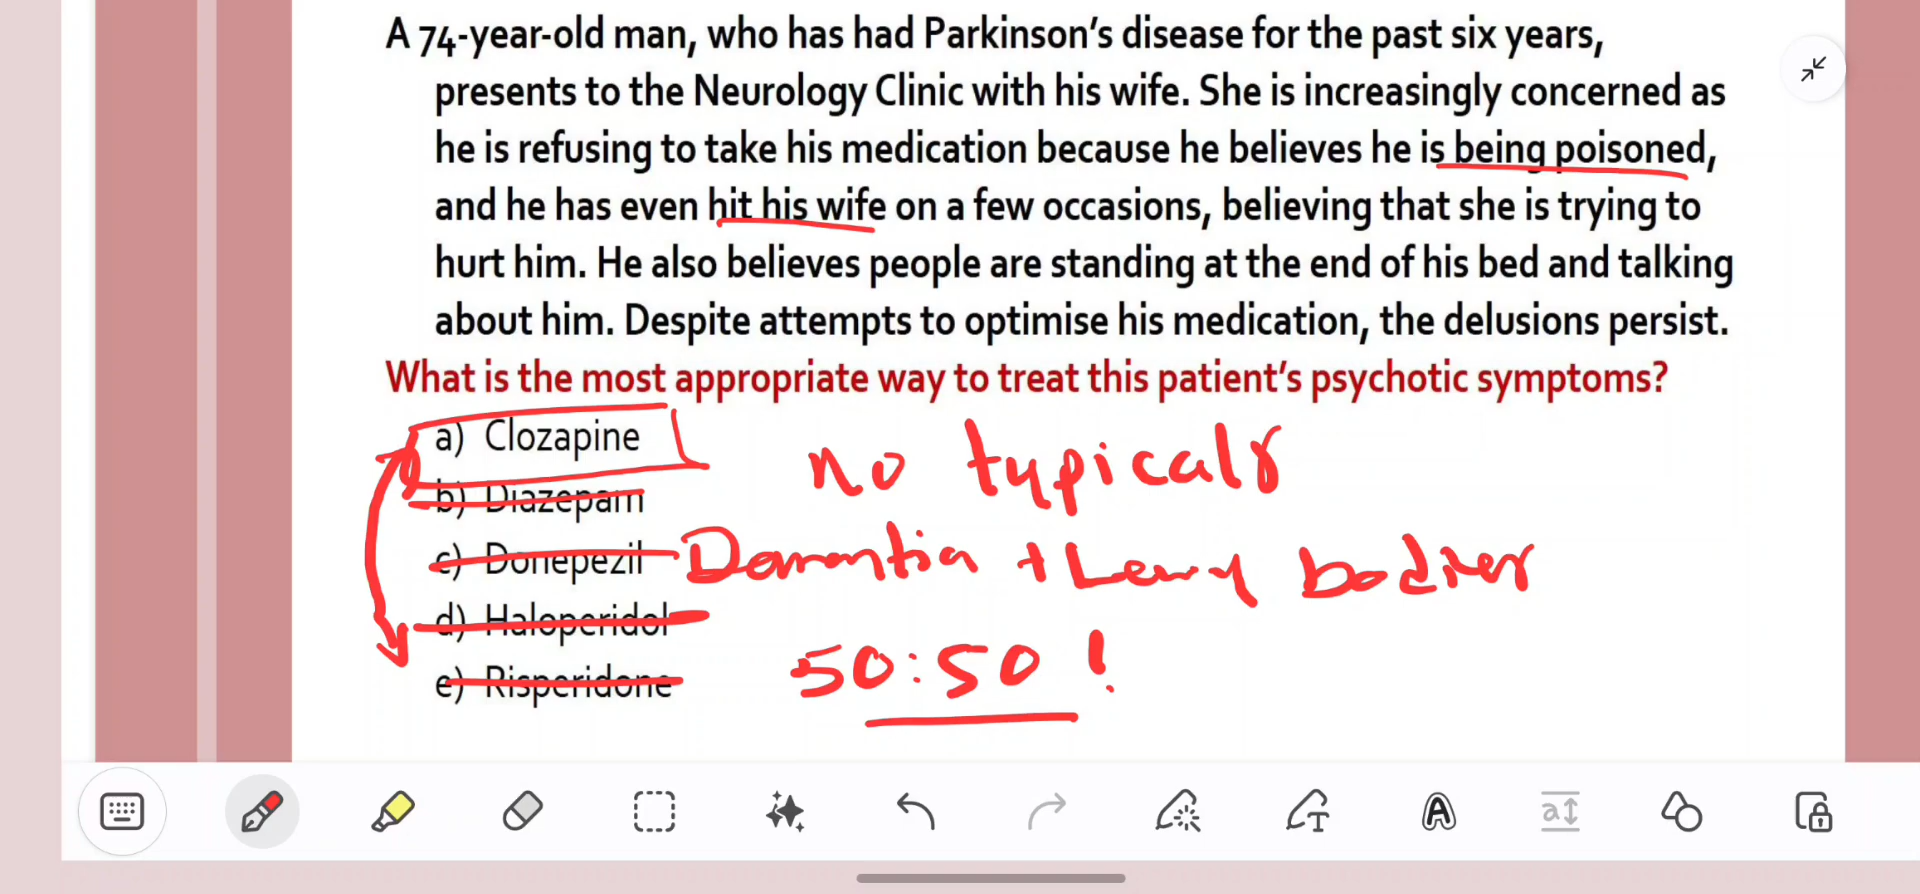 A 74-year-old man, who has had Parkinson's disease for the past six years,
presents to the Neurology Clinic with his wife. She is increasingly concerned as
he is refusing to take his medication because he believes he is being poisoned,
and he has even hit his wife on a few occasions, believing that she is trying to
hurt him. He also believes people are standing at the end of his bed and talking
about him. Despite attempts to optimise his medication, the delusions persist.
What is the most appropriate way to treat this patient's psychotic symptoms?
a) Clozapine
no typicals
b) Diazepam
c) Donepezil
Dementia + Lewy bodies
d) Haloperidol
50:50!
e) Risperidone